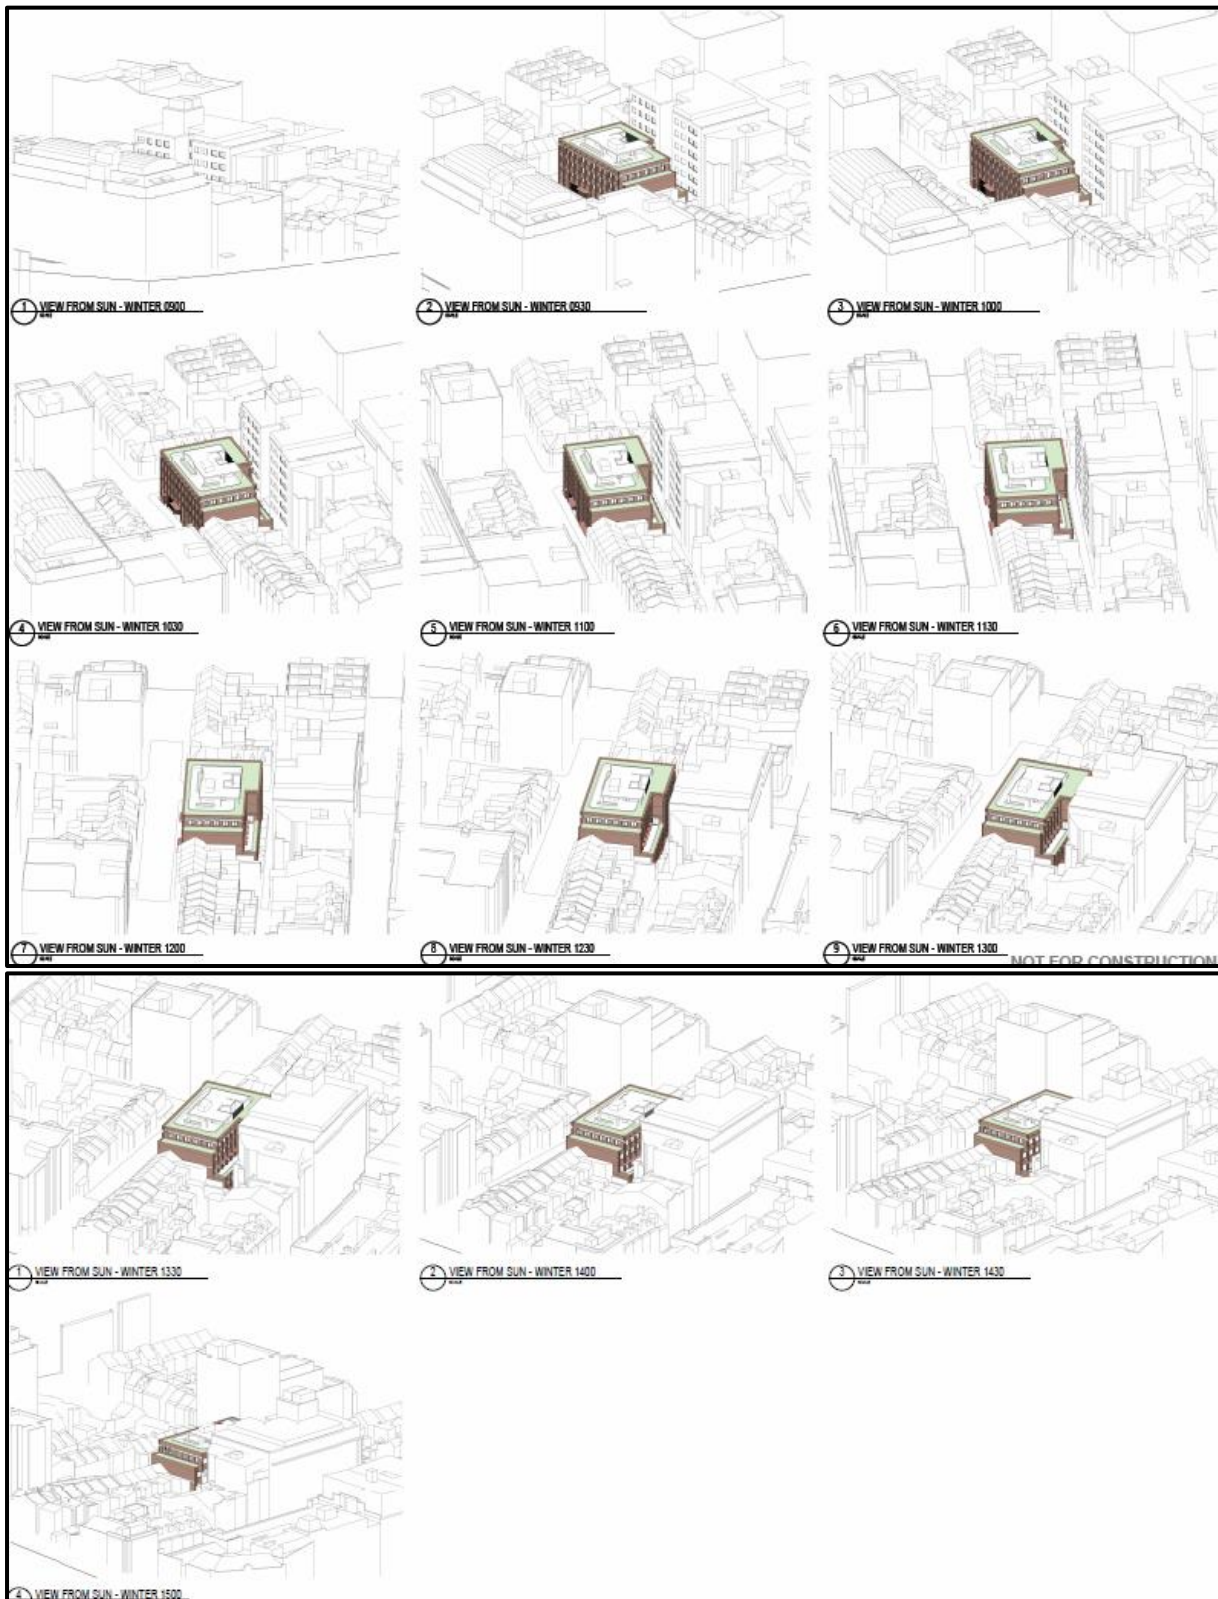 1 VIEW FROM SUN - WINTER 0900
2 VIEW FROM SUN - WINTER 0930
3 VIEW FROM SUN - WINTER 1000
4 VIEW FROM SUN - WINTER 1030
5 VIEW FROM SUN - WINTER 1100
6 VIEW FROM SUN - WINTER 1130
7 VIEW FROM SUN - WINTER 1200
8 VIEW FROM SUN - WINTER 1230
9 VIEW FROM SUN - WINTER 1300
NOT FOR CONSTRUCTION
1 VIEW FROM SUN - WINTER 1330
2 VIEW FROM SUN - WINTER 1400
3 VIEW FROM SUN - WINTER 1430
4 VIEW FROM SUN - WINTER 1500